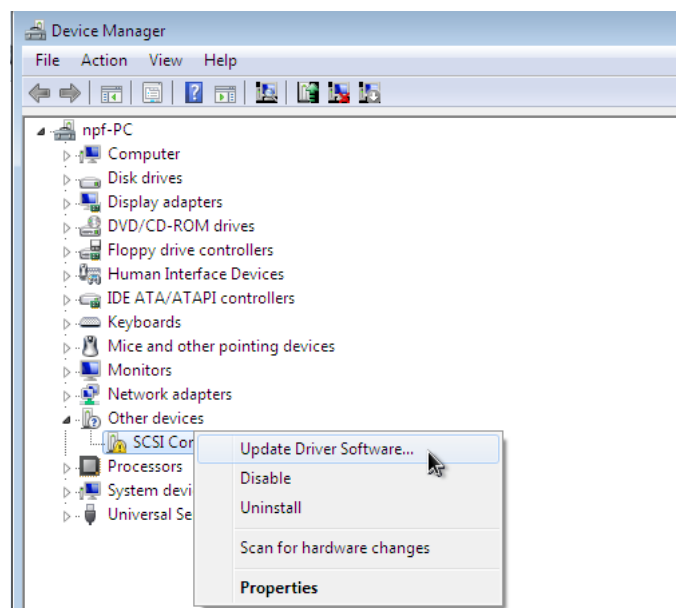 Device Manager
File Action View Help
npf-PC
Computer
Disk drives
Display adapters
DVD/CD-ROM drives
Floppy drive controllers
Human Interface Devices
IDE ATA/ATAPI controllers
Keyboards
Mice and other pointing devices
Monitors
Network adapters
Other devices
SCSI Cor
Update Driver Software...
Processors
Disable
System devi
Uninstall
Universal Se
Scan for hardware changes
Properties